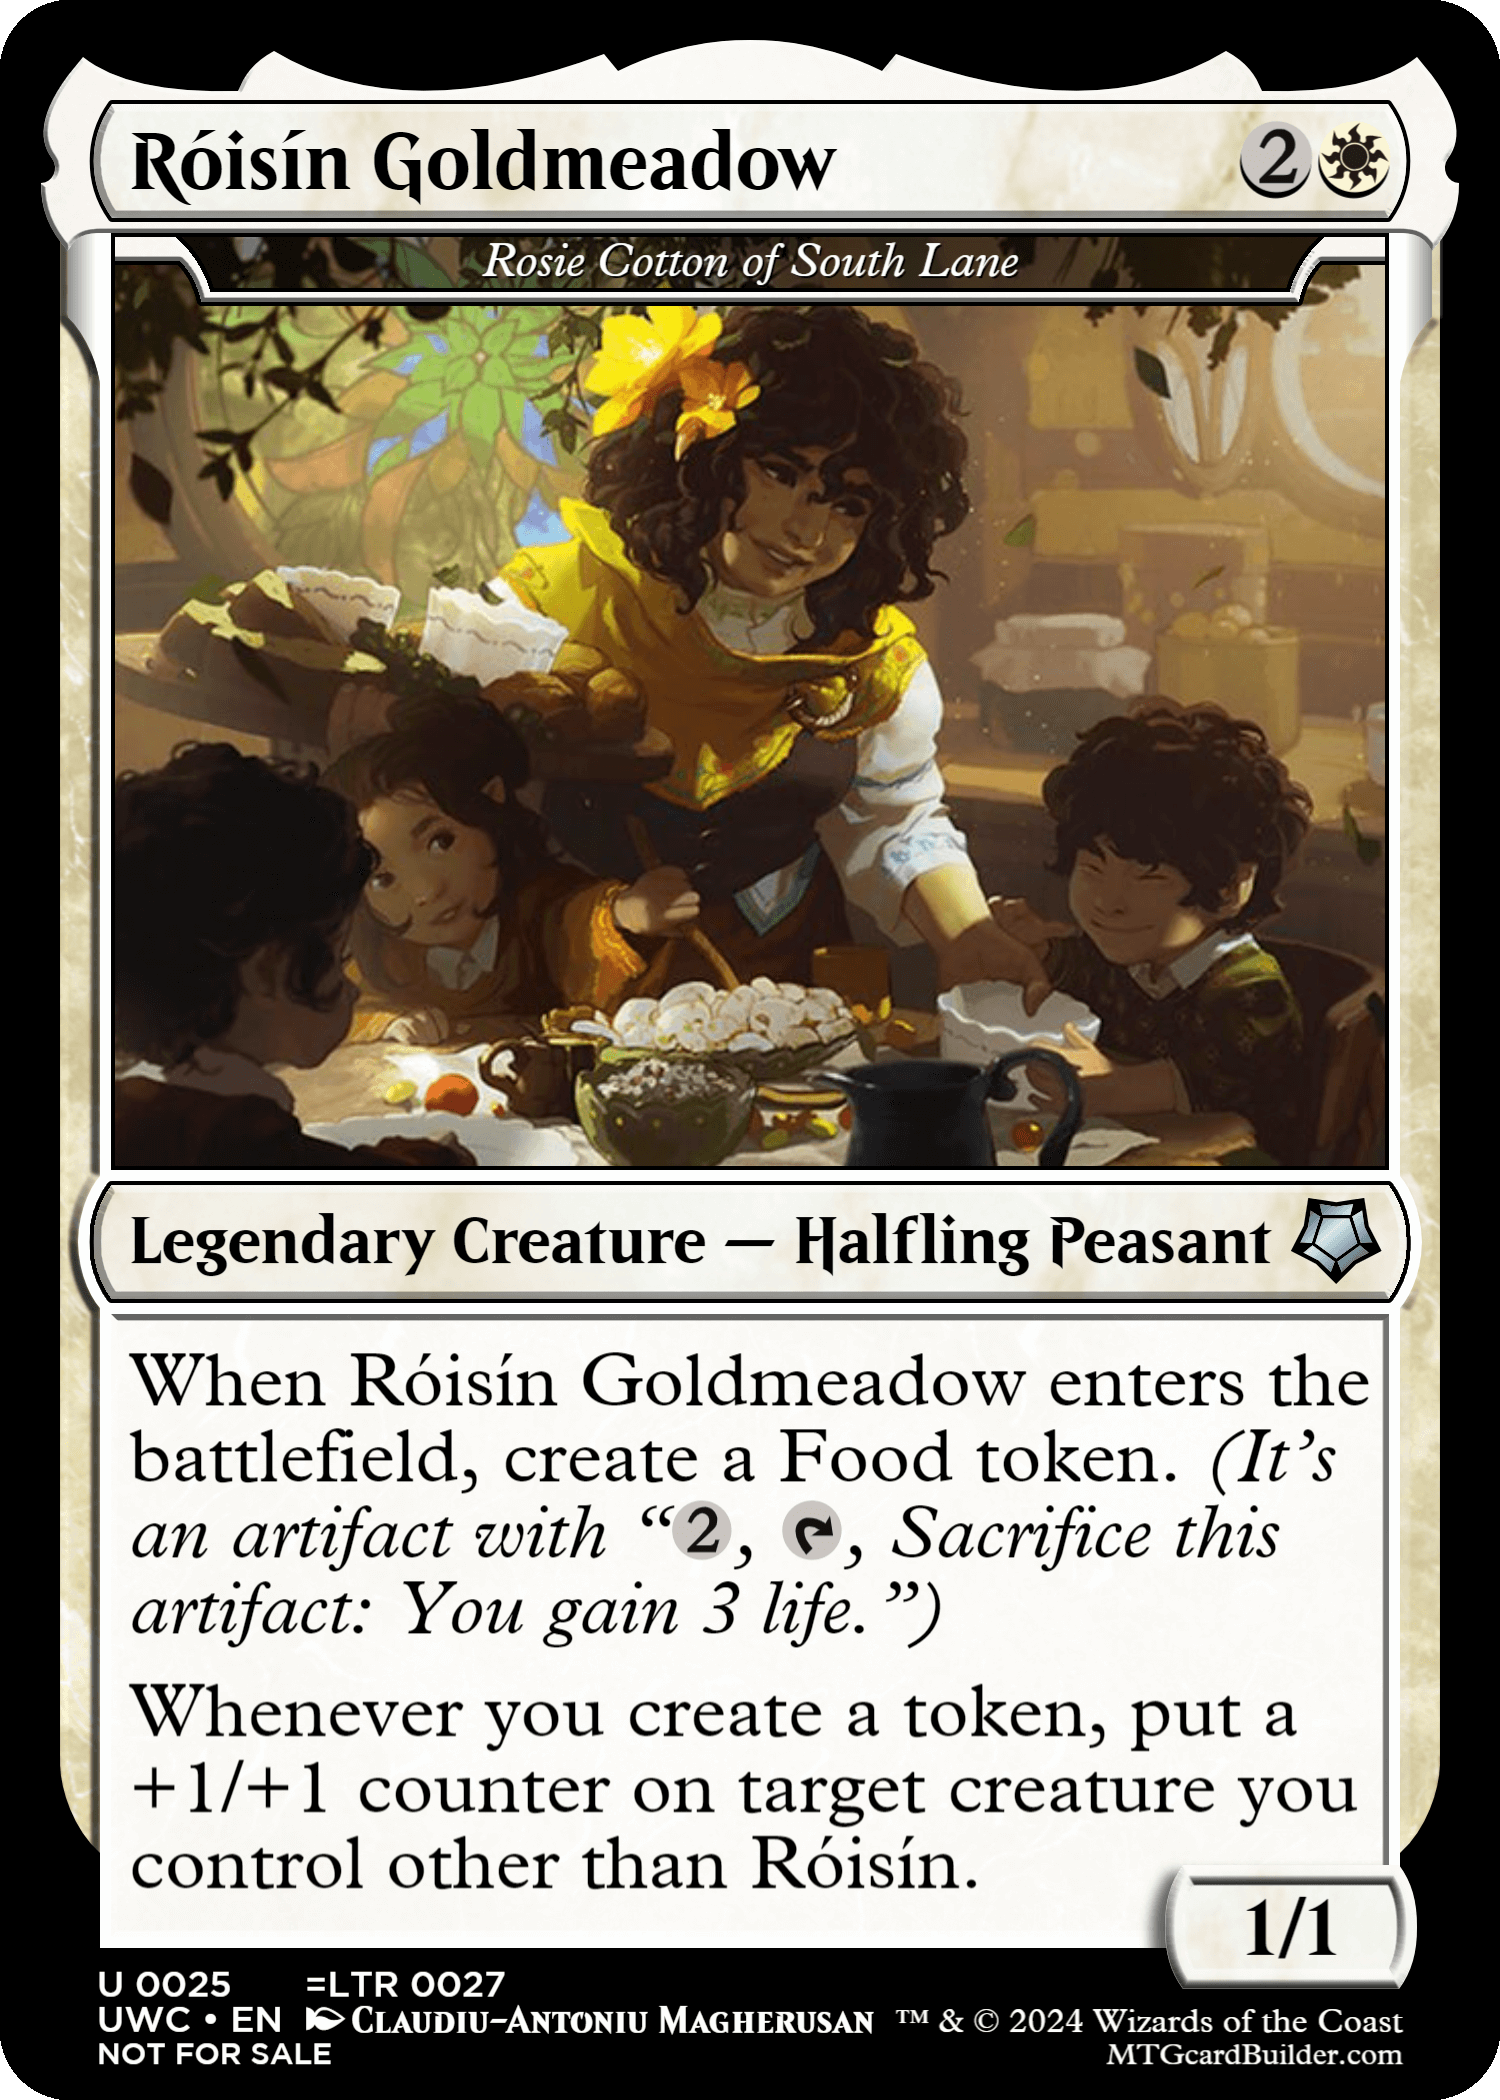 Róisín Goldmeadow 2
Rosie Cotton of South Lane
Legendary Creature — Halfling Peasant
When Róisín Goldmeadow enters the
battlefield, create a Food token. (It’s
an artifact with “2, , Sacrifice this
artifact: You gain 3 life.”)
Whenever you create a token, put a
+1/+1 counter on target creature you
control other than Róisín.
1/1
U 0025 =LTR 0027
UWC • EN Claudiu-Antoniu Magherusan ™ & © 2024 Wizards of the Coast
NOT FOR SALE MTGcardBuilder.com